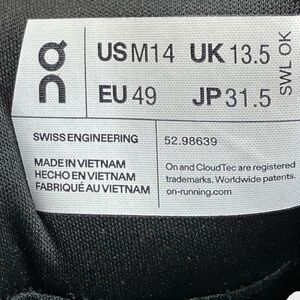 on
US M14 UK 13.5
EU 49 JP 31.5
SWL OK
SWISS ENGINEERING 52.98639
MADE IN VIETNAM
HECHO EN VIETNAM
FABRIQUÉ AU VIETNAM
On and CloudTec are registered
trademarks. Worldwide patents.
on-running.com